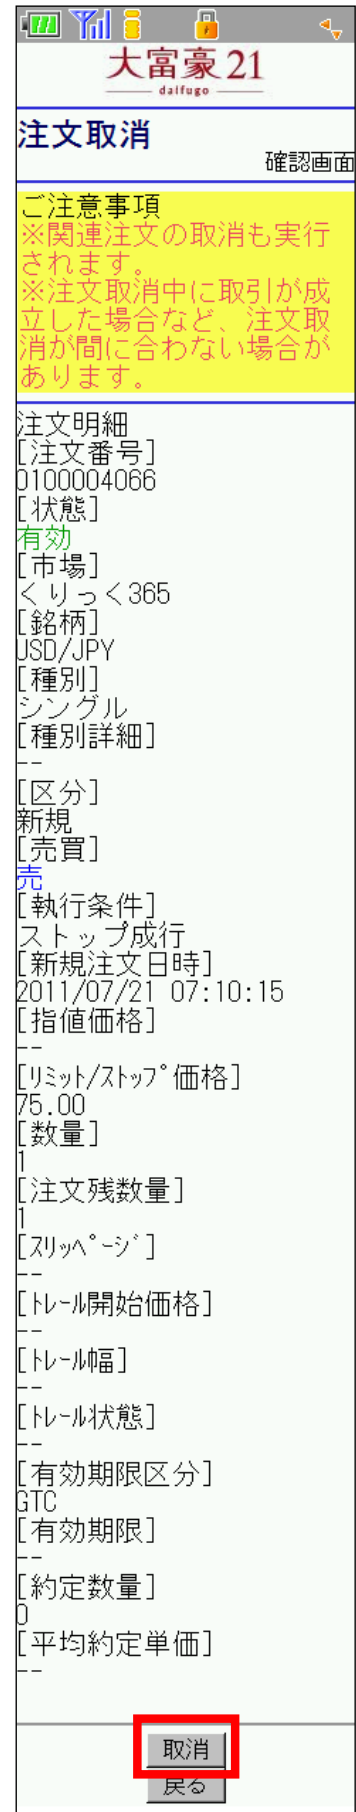 大富豪21
daifugo
注文取消
確認画面
ご注意事項
※関連注文の取消も実行
されます。
※注文取消中に取引が成
立した場合など、注文取
消が間に合わない場合が
あります。
注文明細
[注文番号]
0100004066
[状態]
有効
[市場]
くりっく365
[銘柄]
USD/JPY
[種別]
シングル
[種別詳細]
--
[区分]
新規
[売買]
売
[執行条件]
ストップ成行
[新規注文日時]
2011/07/21 07:10:15
[指値価格]
--
[ﾘﾐｯﾄ/ｽﾄｯﾌﾟ価格]
75.00
[数量]
1
[注文残数量]
1
[ｽﾘｯﾍﾟｰｼﾞ]
--
[ﾄﾚｰﾙ開始価格]
--
[ﾄﾚｰﾙ幅]
--
[ﾄﾚｰﾙ状態]
--
[有効期限区分]
GTC
[有効期限]
--
[約定数量]
0
[平均約定単価]
--
取消
戻る